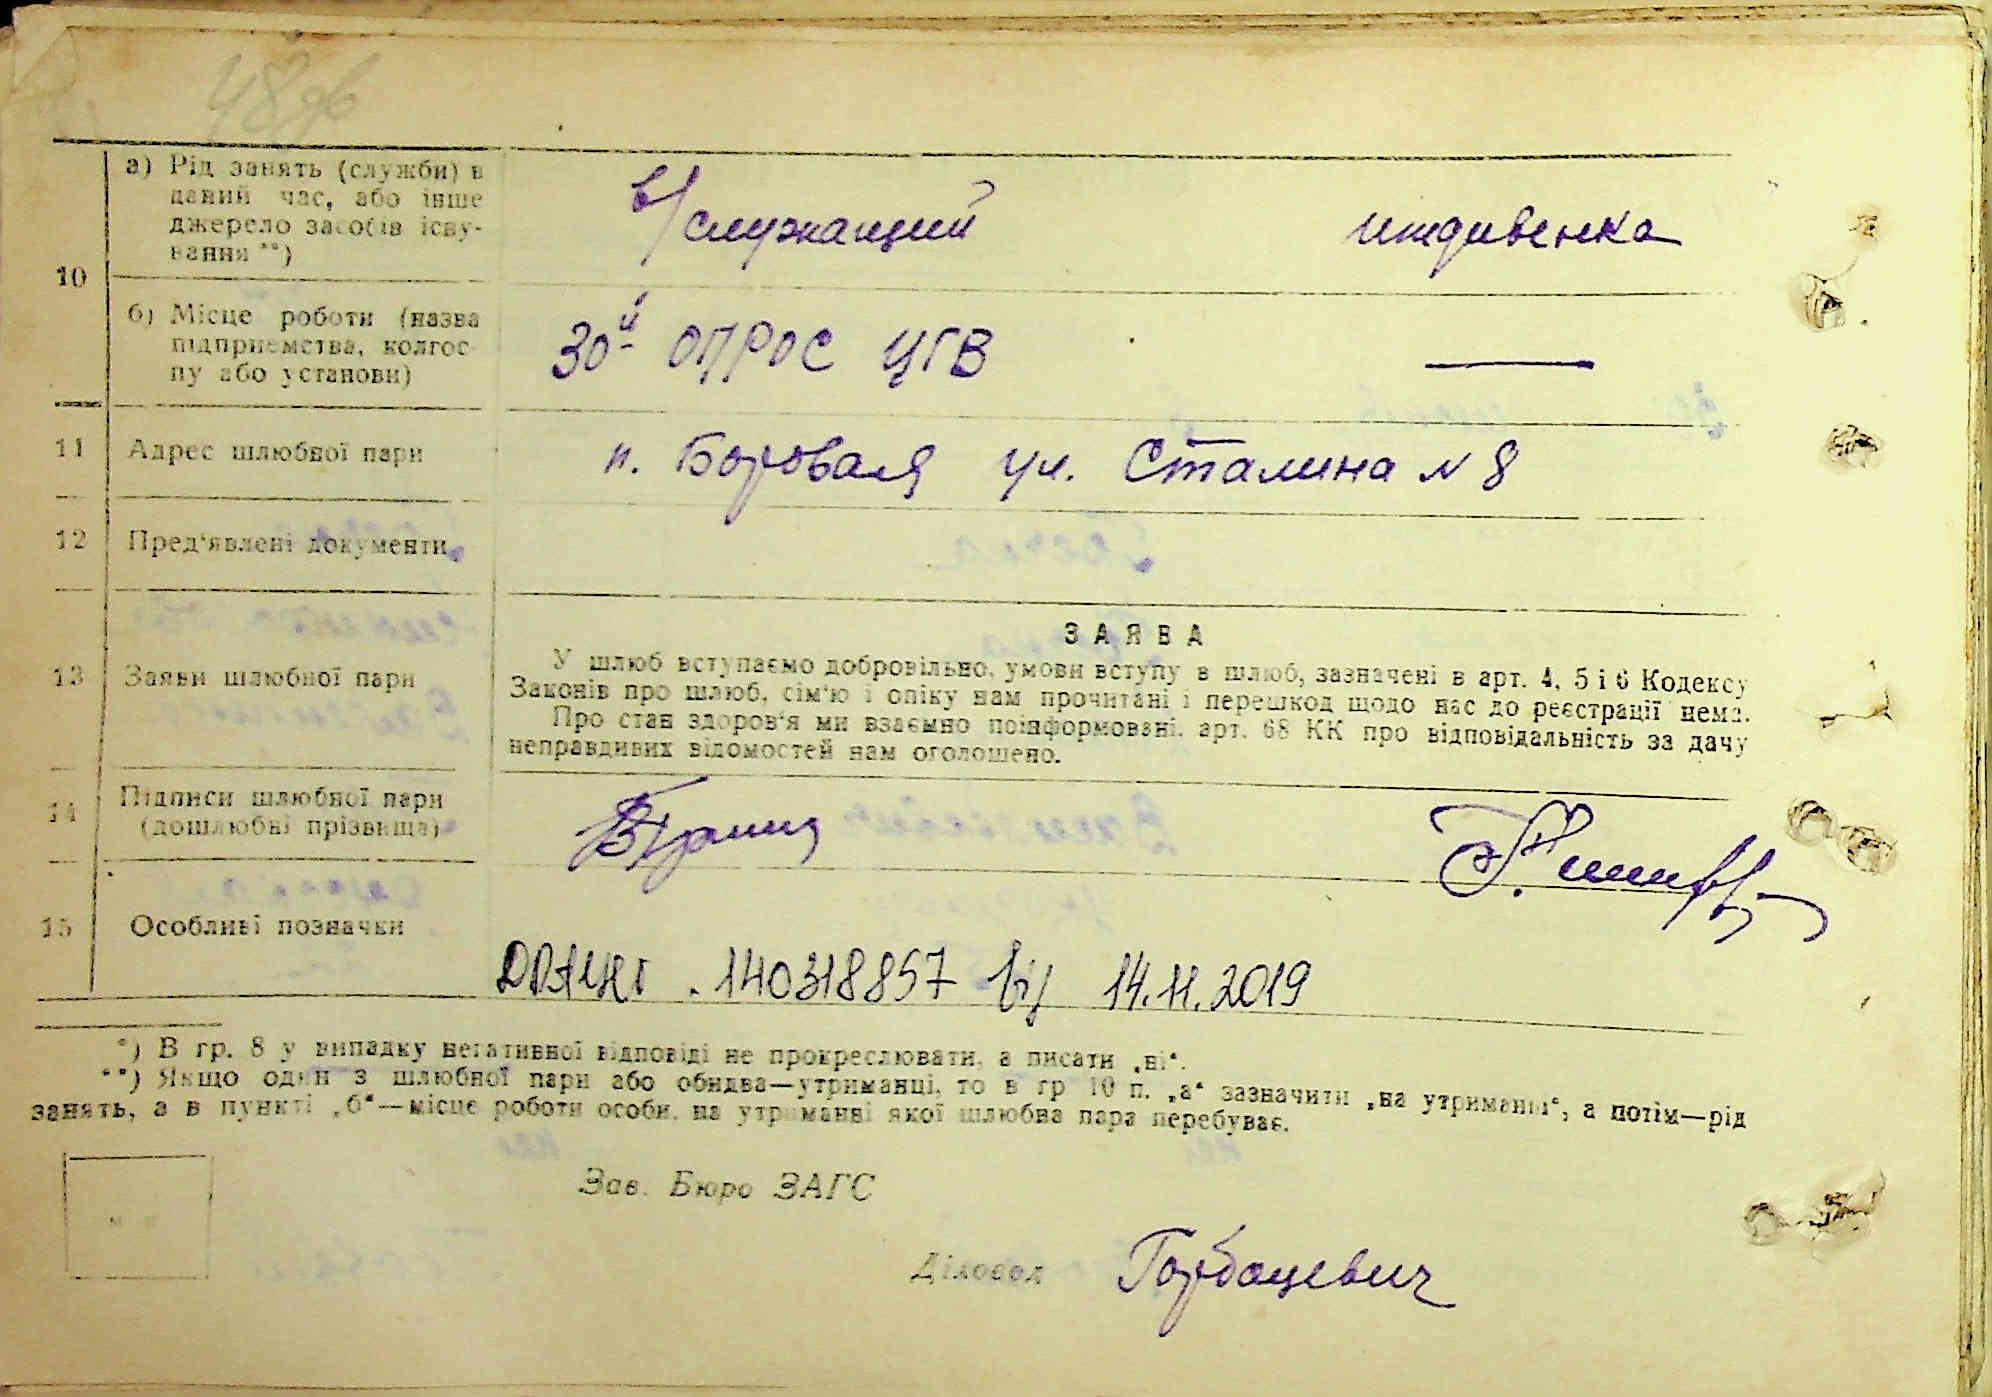 48
а) Рід занять (служби) в
даний час, або інше
джерело засобів існу-
вання **)
в/служащий иждивенка
10
б) Місце роботи (назва
підприємства, колгос-
пу або установи)
30й ОПРОС ЦГВ —
11 Адрес шлюбної пари п. Боровая ул. Сталина № 8
12 Пред'явлені документи
ЗАЯВА
13 Заяви шлюбної пари
У шлюб вступаємо добровільно, умови вступу в шлюб, зазначені в арт. 4, 5 і 6 Кодексу
Законів про шлюб, сім'ю і опіку нам прочитані і перешкод щодо нас до реєстрації нема.
Про стан здоров'я ми взаємно поінформовані, арт. 68 КК про відповідальність за дачу
неправдивих відомостей нам оголошено.
14 Підписи шлюбної пари
(дошлюбні прізвища)
15 Особливі позначки
140318857 14.11.2019
*) В гр. 8 у випадку негативної відповіді не прокреслювати, а писати „ні“.
**) Якщо один з шлюбної пари або обидва—утриманці, то в гр 10 п. „а“ зазначити „на утриманні“, а потім—рід
занять, а в пункті „б“—місце роботи особи, на утриманні якої шлюбна пара перебуває.
Зав. Бюро ЗАГС
Діловод Горбацевич